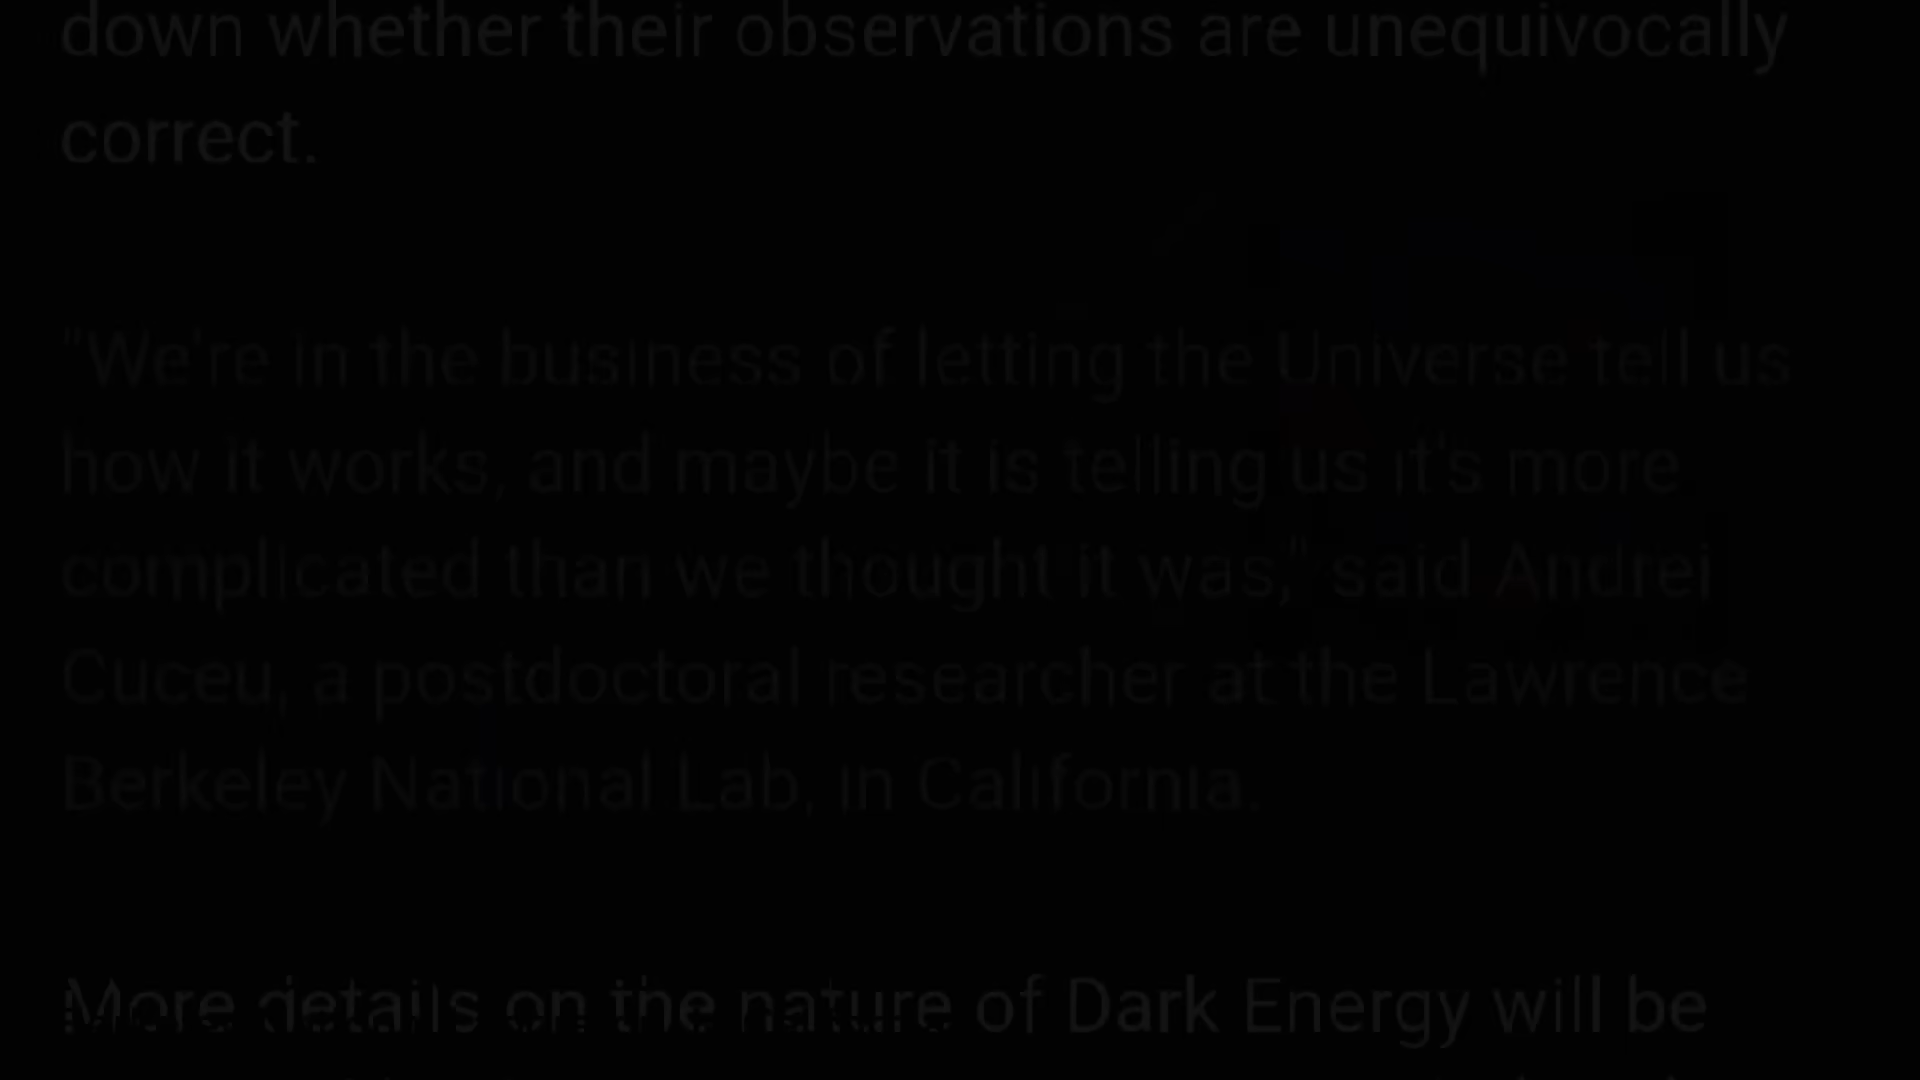 down whether their observations are unequivocally
correct.
"We're in the business of letting the Universe tell us
how it works, and maybe it is telling us it's more
complicated than we thought it was," said Andrei
Cuceu, a postdoctoral researcher at the Lawrence
Berkeley National Lab, in California.
More details on the nature of Dark Energy will be